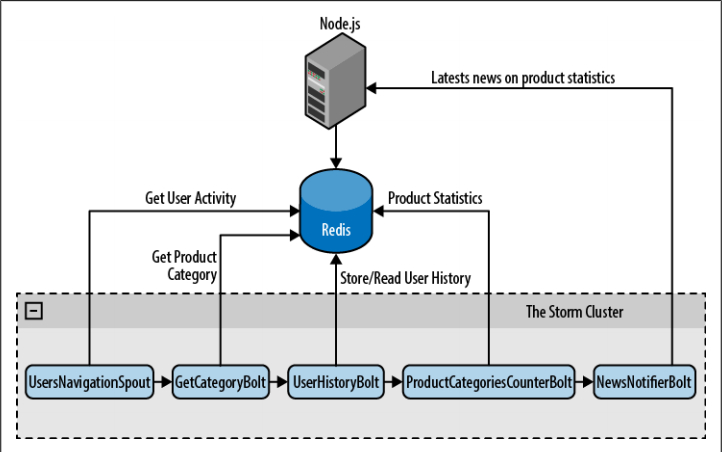 Node.js
Latests news on product statistics
Get User Activity
Product Statistics
Redis
Get Product
Category
Store/Read User History
The Storm Cluster
UsersNavigationSpout
GetCategoryBolt
UserHistoryBolt
ProductCategoriesCounterBolt
NewsNotifierBolt